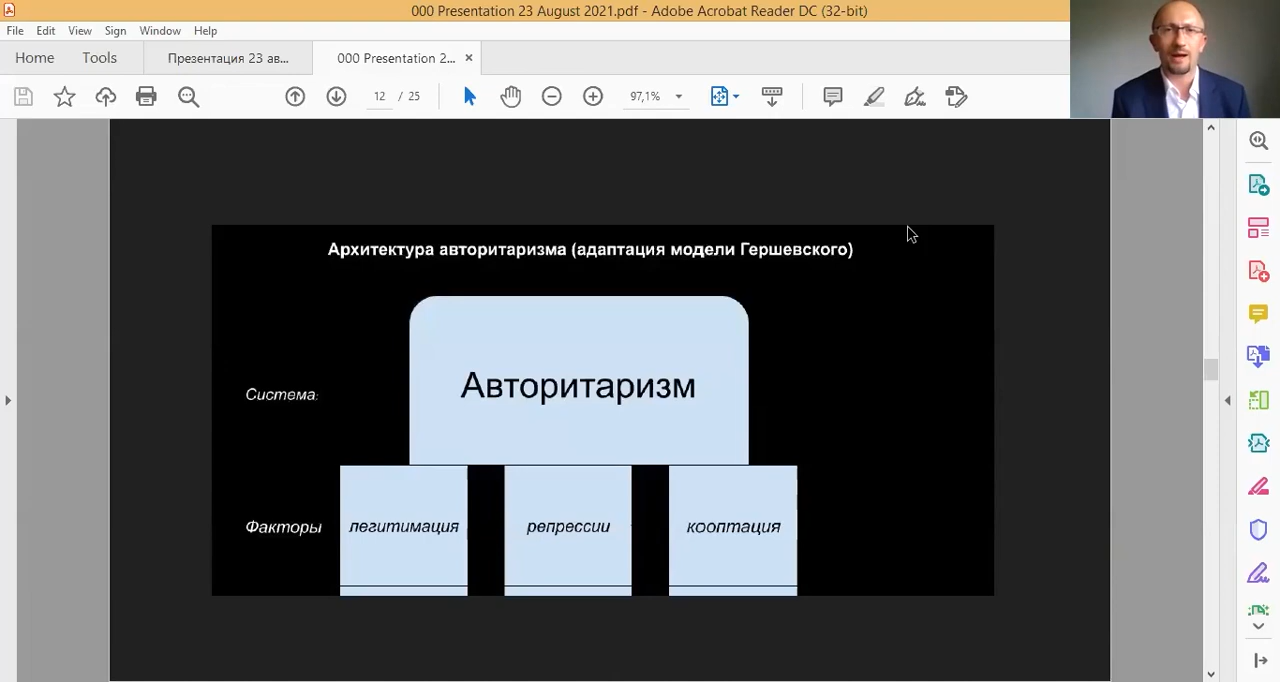 000 Presentation 23 August 2021.pdf - Adobe Acrobat Reader DC (32-bit)
File Edit View Sign Window Help
Home Tools Презентация 23 ав... 000 Presentation 2... ×
12 / 25 97,1%
Архитектура авторитаризма (адаптация модели Гершевского)
Система:
Авторитаризм
Факторы легитимация репрессии кооптация